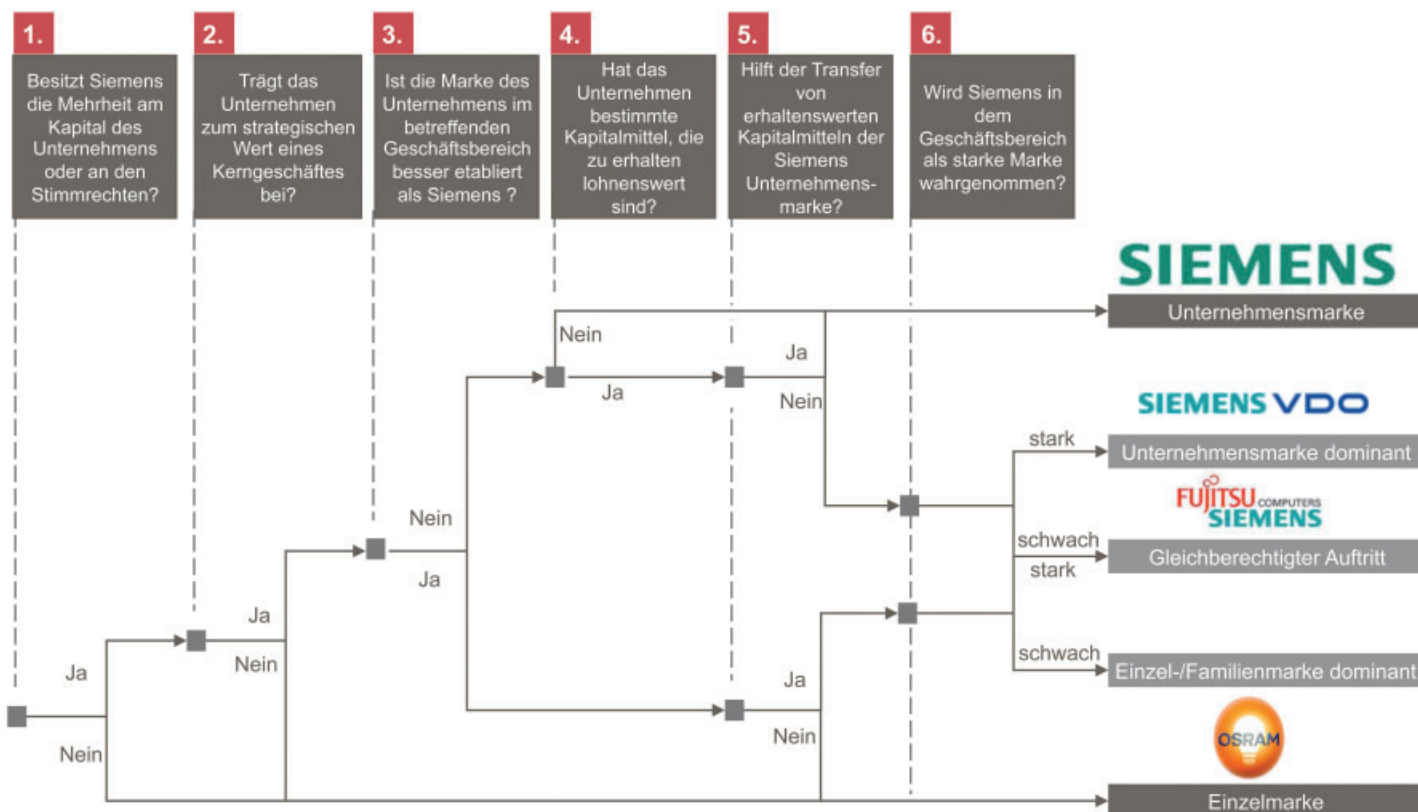 1.
Besitzt Siemens
die Mehrheit am
Kapital des
Unternehmens
oder an den
Stimmrechten?
2.
Trägt das
Unternehmen
zum strategischen
Wert eines
Kerngeschäftes
bei?
3.
Ist die Marke des
Unternehmens im
betreffenden
Geschäftsbereich
besser etabliert
als Siemens ?
4.
Hat das
Unternehmen
bestimmte
Kapitalmittel, die
zu erhalten
lohnenswert
sind?
5.
Hilft der Transfer
von
erhaltenswerten
Kapitalmitteln der
Siemens
Unternehmens-
marke?
6.
Wird Siemens in
dem
Geschäftsbereich
als starke Marke
wahrgenommen?
SIEMENS
Unternehmensmarke
Nein
Ja
Ja
Nein
SIEMENS VDO
stark
Unternehmensmarke dominant
FUJITSU COMPUTERS
SIEMENS
Nein
Ja
schwach
stark
Gleichberechtigter Auftritt
Ja
Nein
schwach
Einzel-/Familienmarke dominant
Ja
Nein
Ja
Nein
OSRAM
Einzelmarke